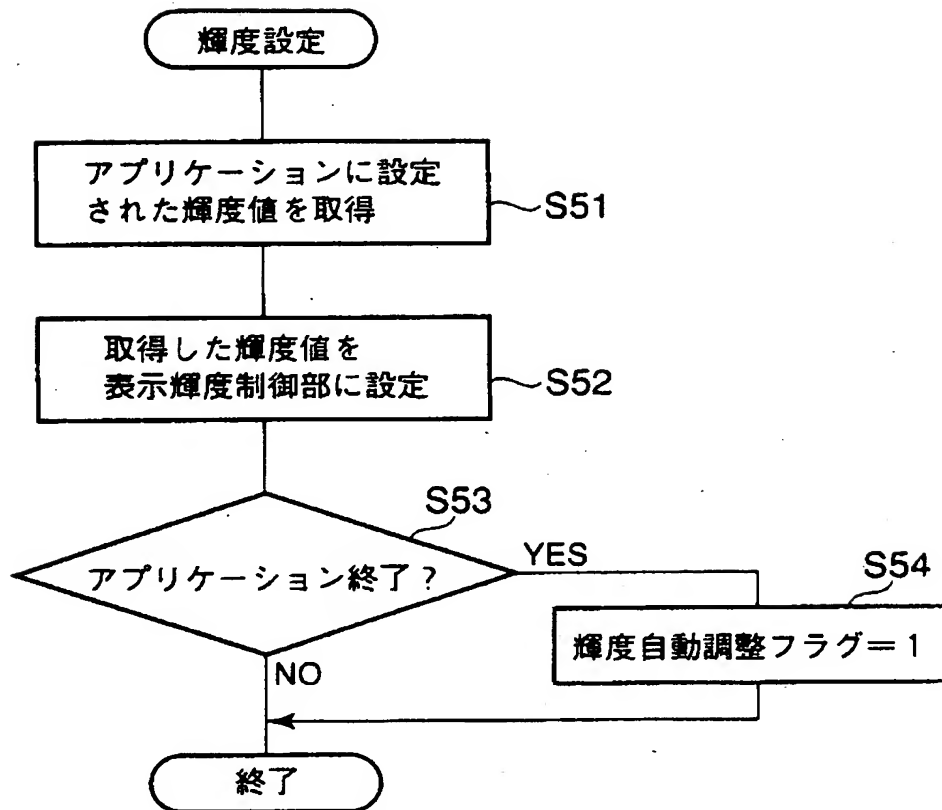 輝度設定
アプリケーションに設定
された輝度値を取得
S51
取得した輝度値を
表示輝度制御部に設定
S52
S53
アプリケーション終了？
YES
S54
輝度自動調整フラグ＝1
NO
終了